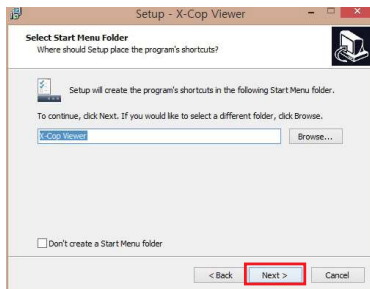 Setup - X-Cop Viewer
Select Start Menu Folder
Where should Setup place the program's shortcuts?
Setup will create the program's shortcuts in the following Start Menu folder.
To continue, click Next. If you would like to select a different folder, click Browse.
X-Cop Viewer
Browse...
Don't create a Start Menu folder
< Back
Next >
Cancel